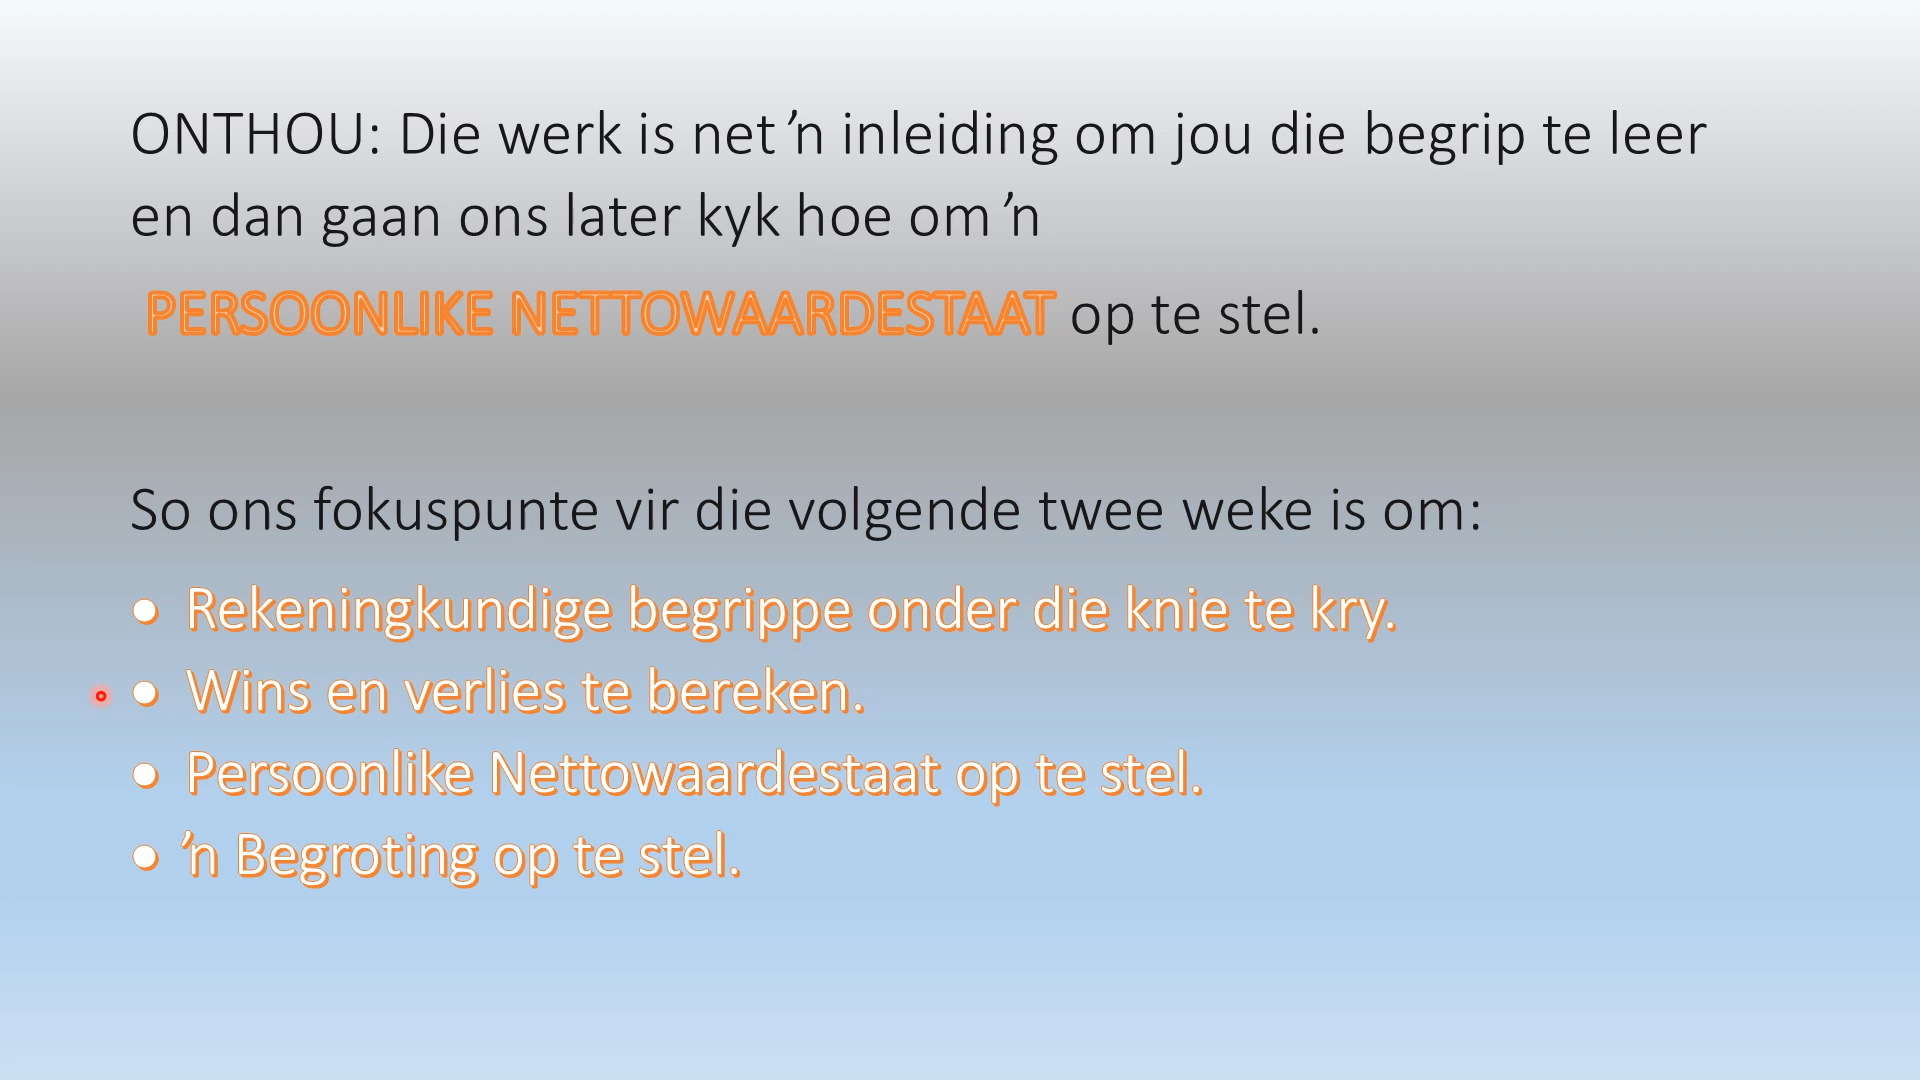 ONTHOU: Die werk is net ’n inleiding om jou die begrip te leer
en dan gaan ons later kyk hoe om ’n
PERSOONLIKE NETTOWAARDESTAAT op te stel.
So ons fokuspunte vir die volgende twee weke is om:
• Rekeningkundige begrippe onder die knie te kry.
• Wins en verlies te bereken.
• Persoonlike Nettowaardestaat op te stel.
• ’n Begroting op te stel.